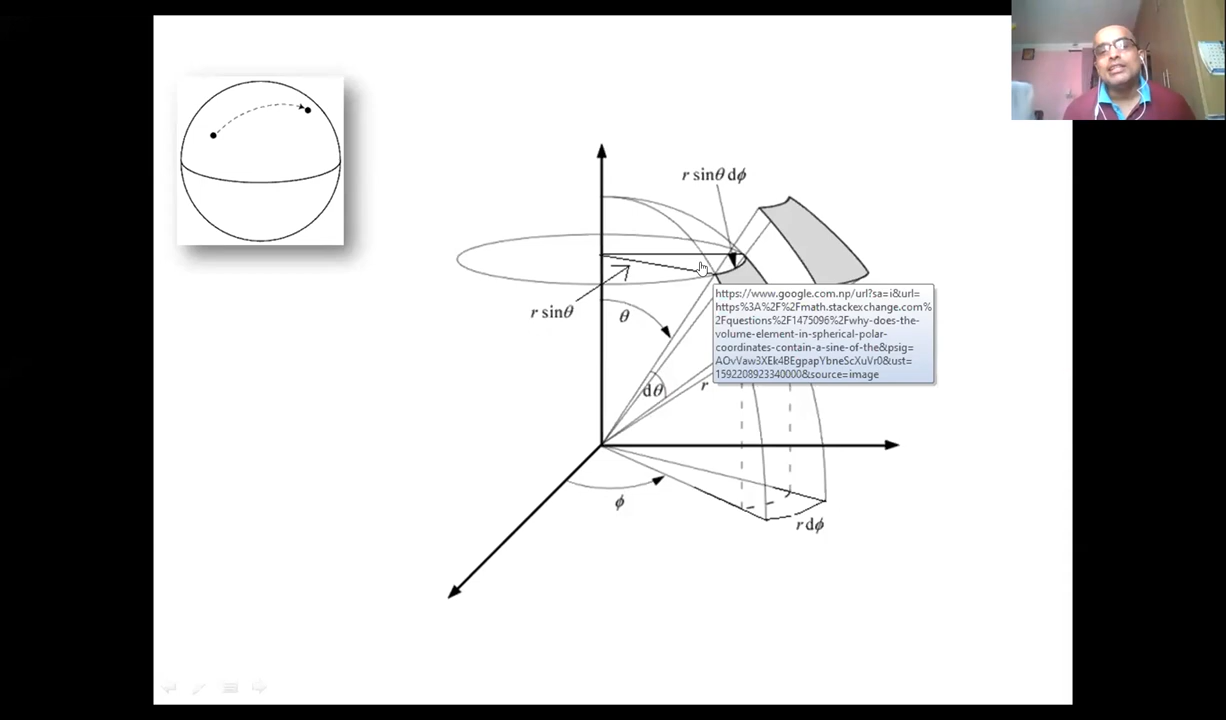 r sinθ dϕ
r sinθ
θ
https://www.google.com.np/url?sa=i&url=
https%3A%2F%2Fmath.stackexchange.com%
2Fquestions%2F1475096%2Fwhy-does-the-
volume-element-in-spherical-polar-
coordinates-contain-a-sine-of-the&psig=
AOvVaw3XEk4BEgpapYbneScXuVr0&ust=
1592208923340000&source=image
dθ
r
ϕ
r dϕ